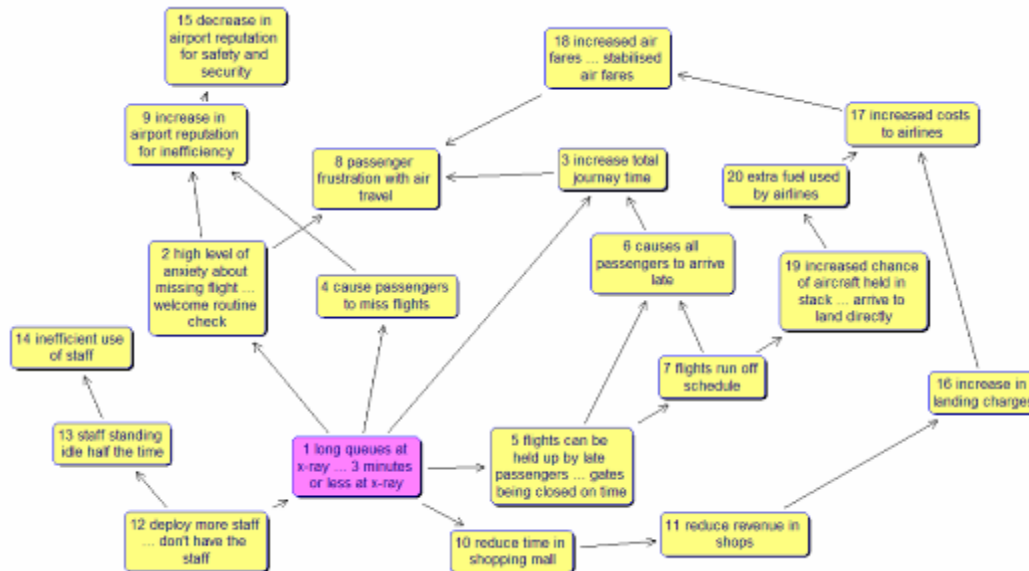 15 decrease in
airport reputation
for safety and
security
18 increased air
fares ... stabilised
air fares
9 increase in
airport reputation
for inefficiency
17 increased costs
to airlines
8 passenger
frustration with air
travel
3 increase total
journey time
20 extra fuel used
by airlines
2 high level of
anxiety about
missing flight ...
welcome routine
check
6 causes all
passengers to arrive
late
19 increased chance
of aircraft held in
stack ... arrive to
land directly
4 cause passengers
to miss flights
14 inefficient use
of staff
7 flights run off
schedule
16 increase in
landing charges
13 staff standing
idle half the time
1 long queues at
x-ray ... 3 minutes
or less at x-ray
5 flights can be
held up by late
passengers ... gates
being closed on time
12 deploy more staff
... don't have the
staff
10 reduce time in
shopping mall
11 reduce revenue in
shops